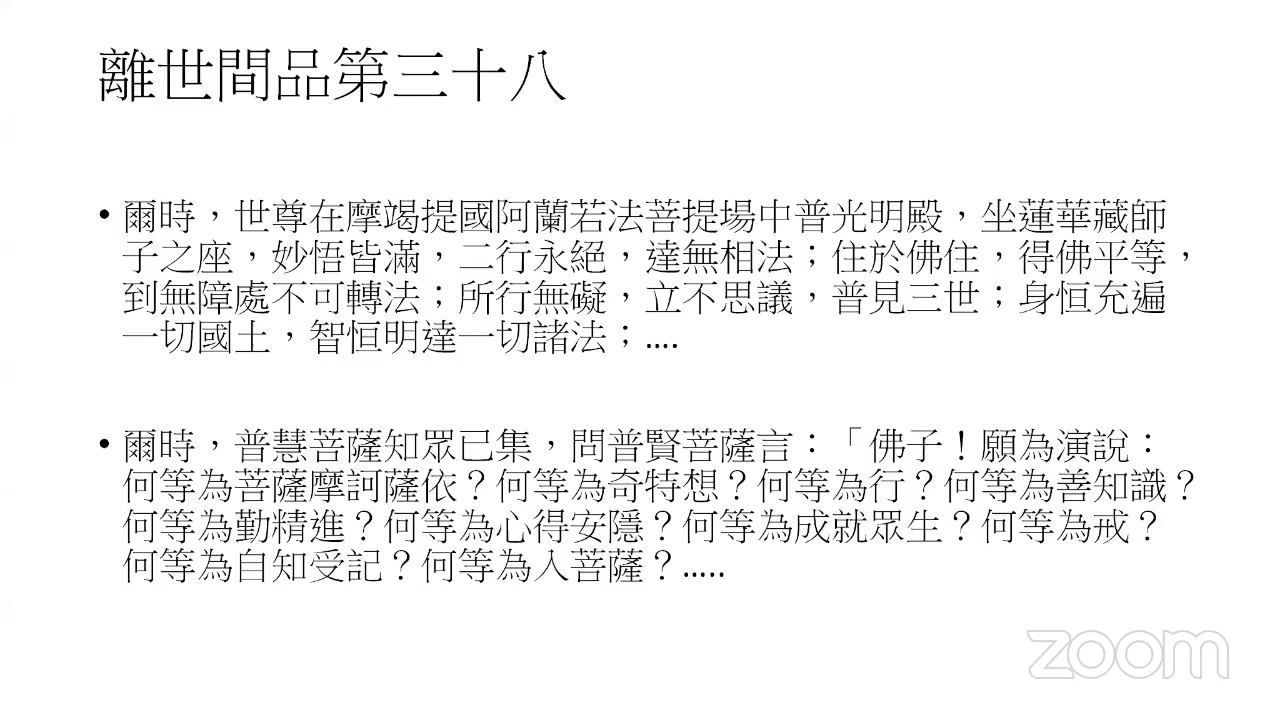 離世間品第三十八
• 爾時，世尊在摩竭提國阿蘭若法菩提場中普光明殿，坐蓮華藏師
子之座，妙悟皆滿，二行永絕，達無相法；住於佛住，得佛平等，
到無障處不可轉法；所行無礙，立不思議，普見三世；身恒充遍
一切國土，智恒明達一切諸法；....
• 爾時，普慧菩薩知眾已集，問普賢菩薩言：「佛子！願為演說：
何等為菩薩摩訶薩依？何等為奇特想？何等為行？何等為善知識？
何等為勤精進？何等為心得安隱？何等為成就眾生？何等為戒？
何等為自知受記？何等為入菩薩？.....
zoom